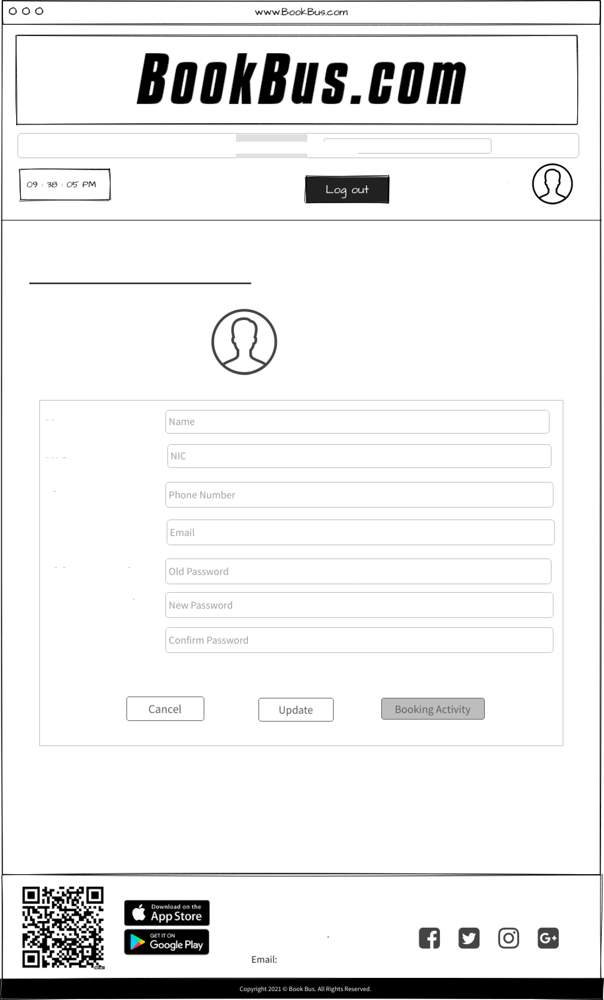 www.BookBus.com
BookBus.com
09 : 38 : 05 PM
Log out
Name
NIC
Phone Number
Email
Old Password
New Password
Confirm Password
Cancel
Update
Booking Activity
Download on the
App Store
GET IT ON
Google Play
Email:
Copyright 2021 © Book Bus. All Rights Reserved.